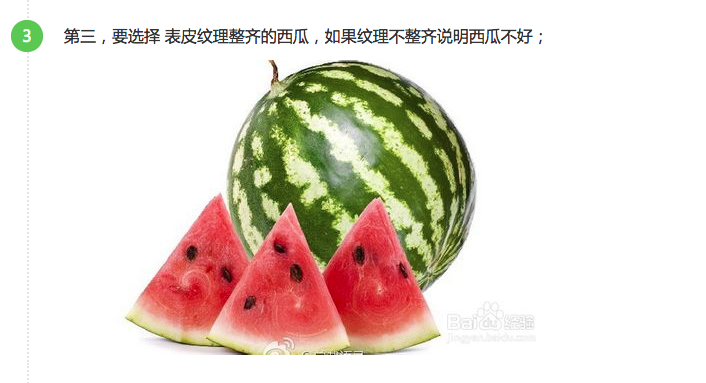 3
第三，要选择 表皮纹理整齐的西瓜，如果纹理不整齐说明西瓜不好；
Baidu 经验
jingyan.baidu.com